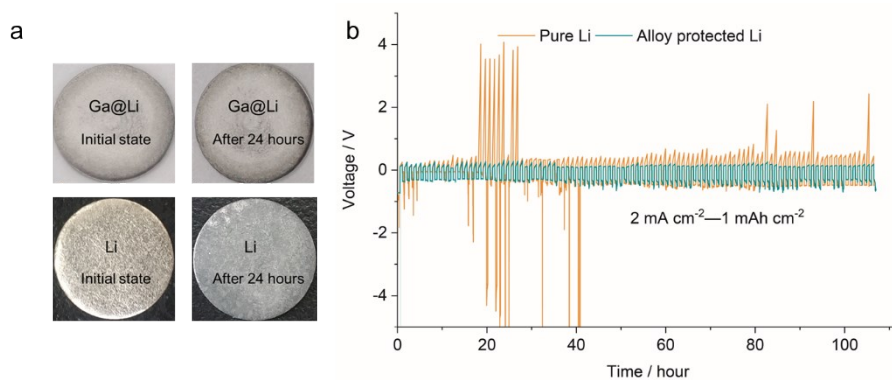 a
Ga@Li
Initial state
Ga@Li
After 24 hours
Li
Initial state
Li
After 24 hours
b
Pure Li
Alloy protected Li
Voltage / V
4
2
0
-2
-4
2 mA cm⁻²—1 mAh cm⁻²
0
20
40
60
80
100
Time / hour